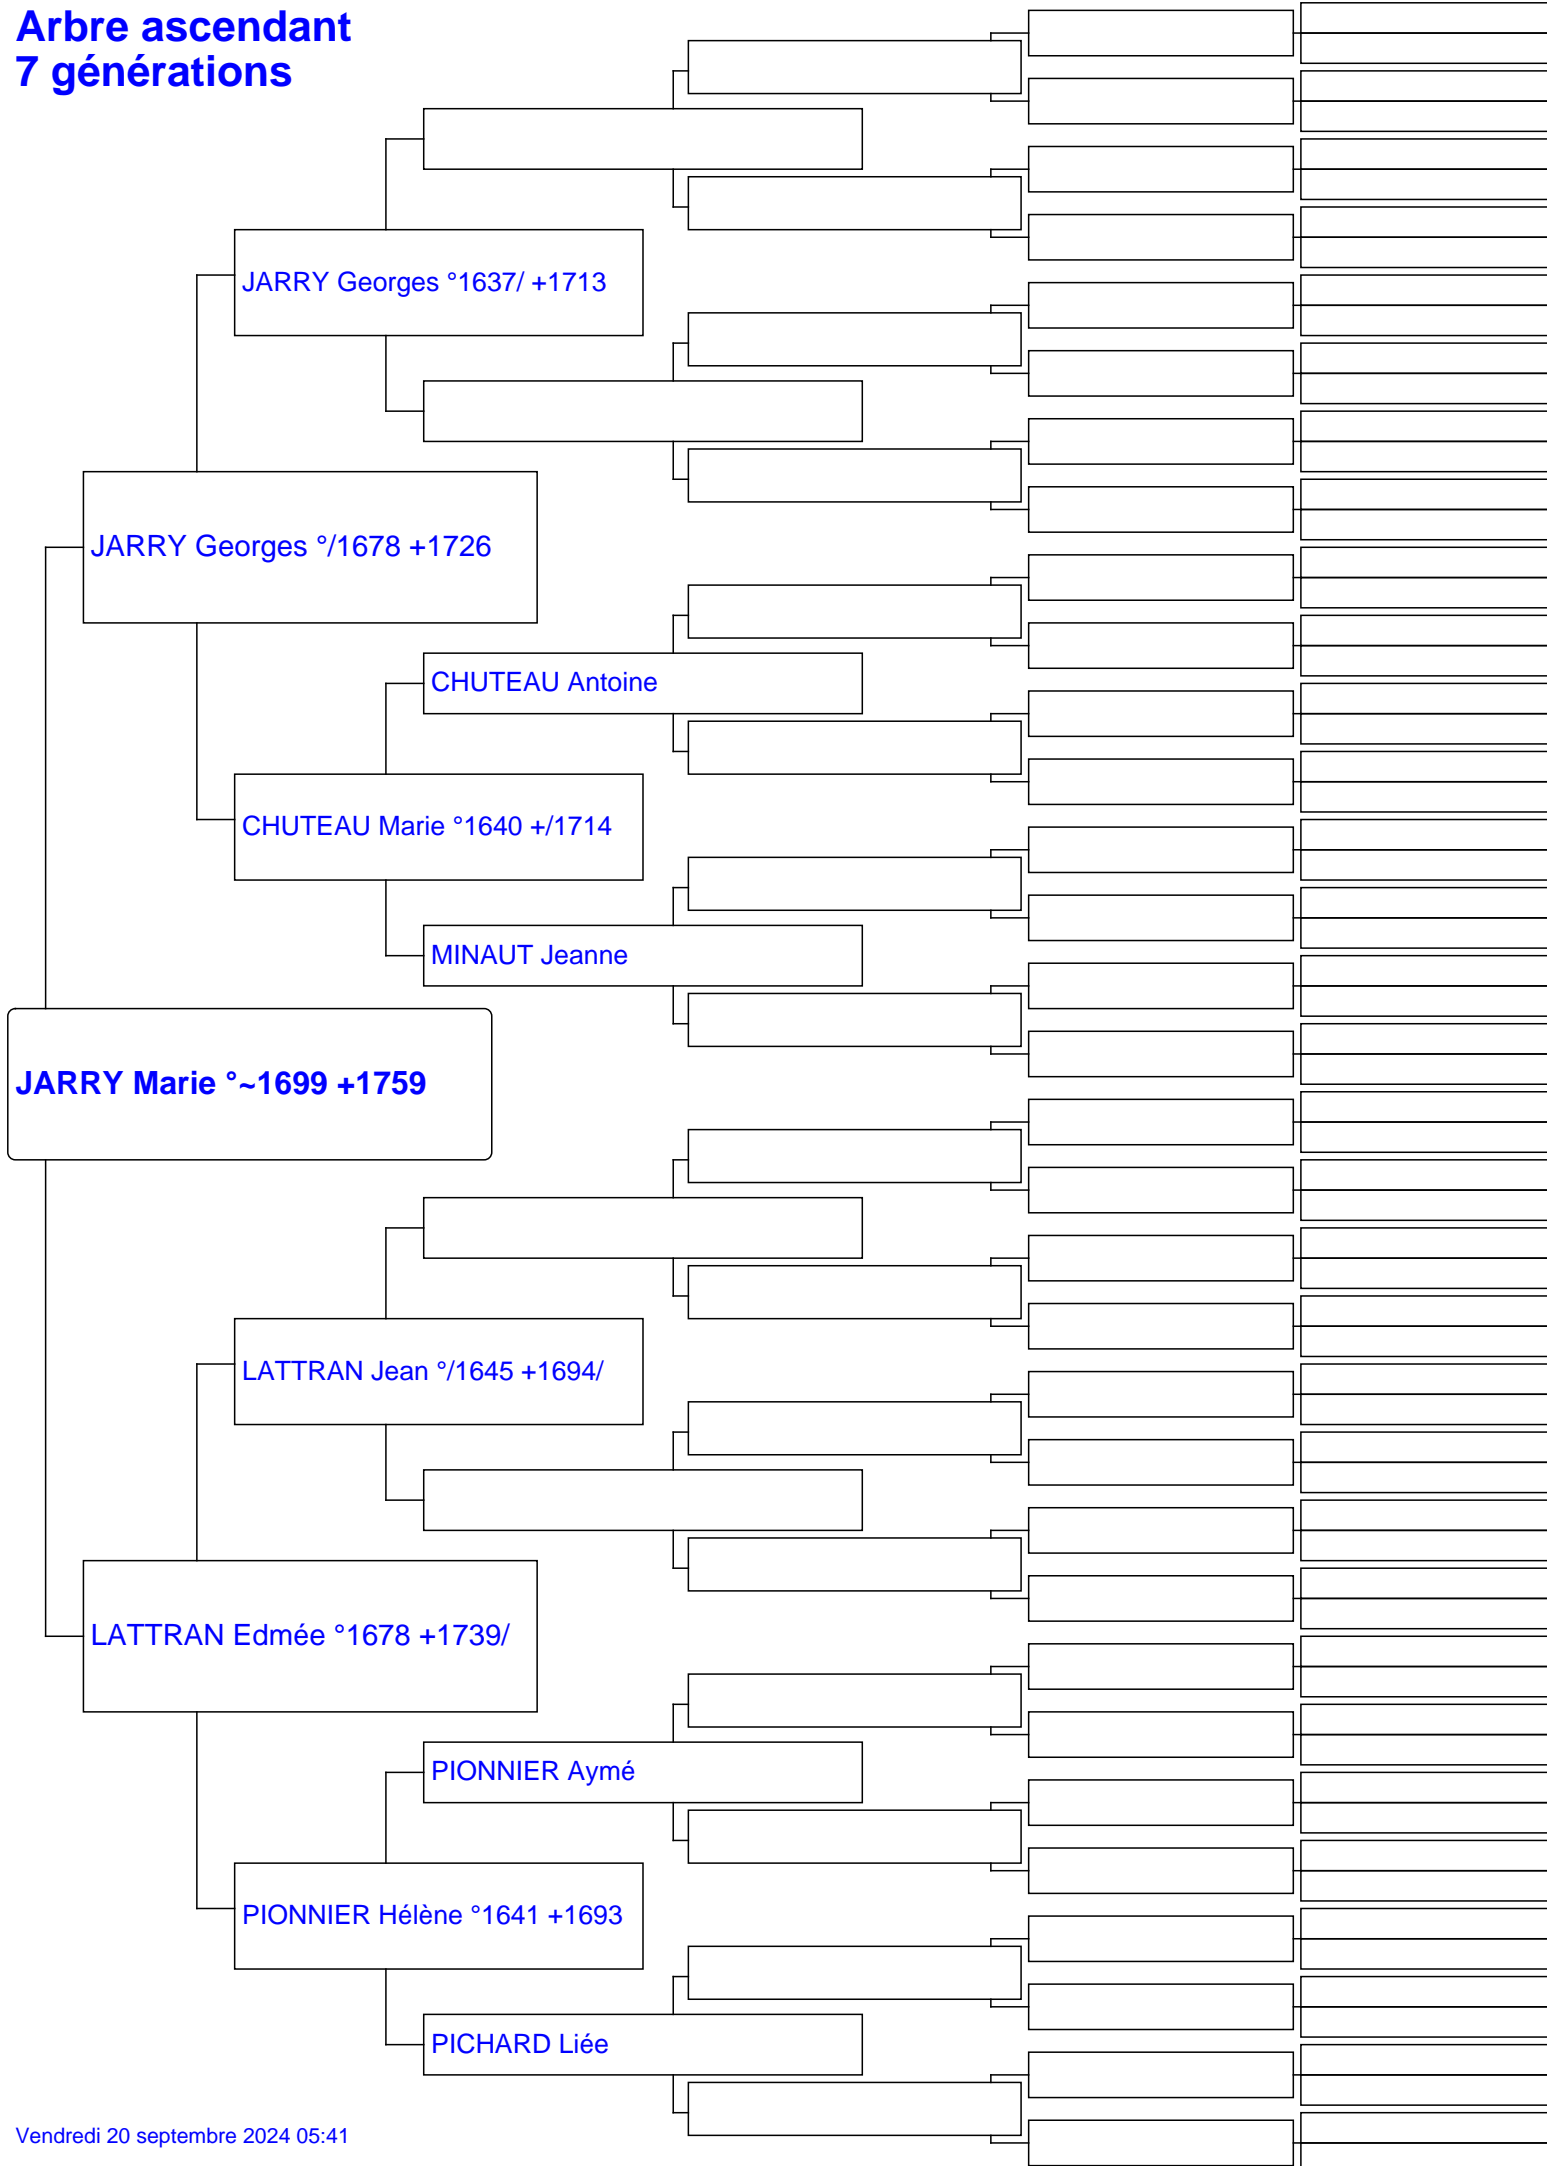 Arbre ascendant
7 générations
JARRY Georges °1637/ +1713
JARRY Georges °/1678 +1726
CHUTEAU Antoine
CHUTEAU Marie °1640 +/1714
MINAUT Jeanne
JARRY Marie °~1699 +1759
LATTRAN Jean °/1645 +1694/
LATTRAN Edmée °1678 +1739/
PIONNIER Aymé
PIONNIER Hélène °1641 +1693
PICHARD Liée
Vendredi 20 septembre 2024 05:41